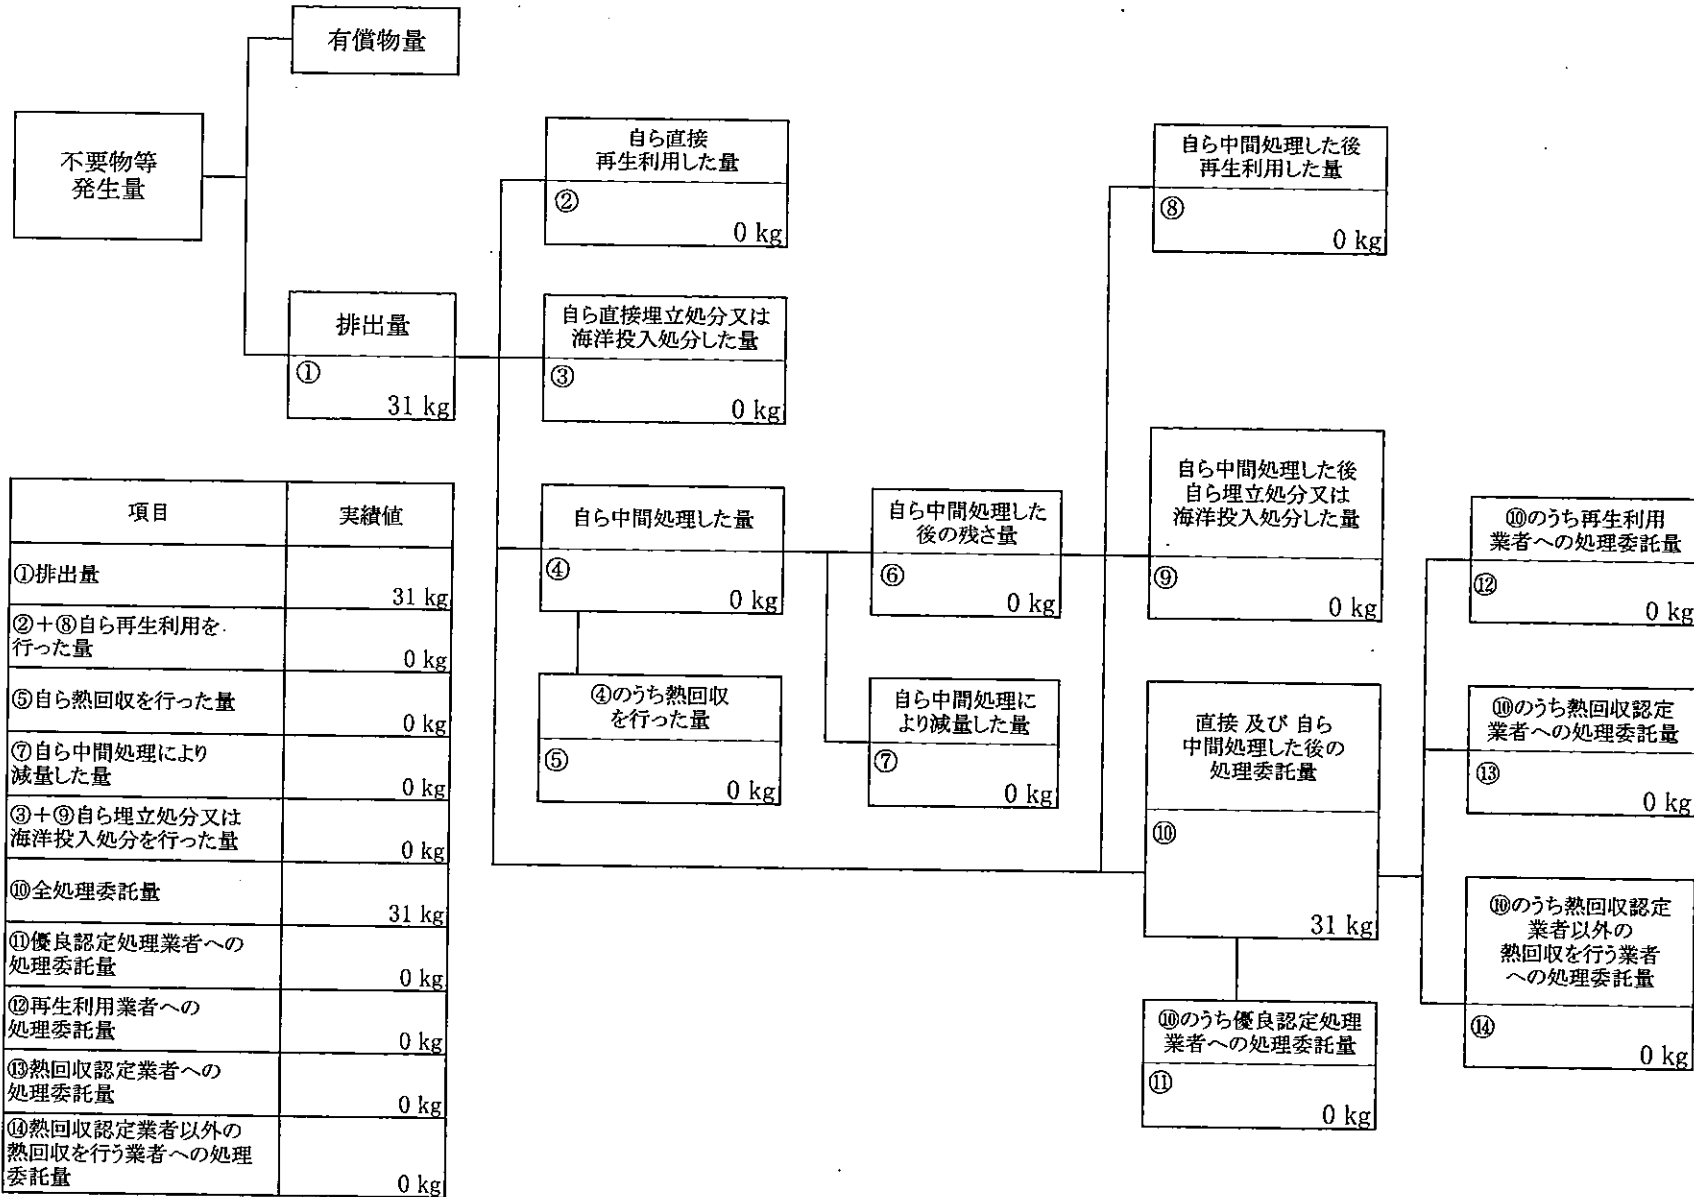 有償物量
不要物等
発生量
自ら直接
再生利用した量
②
0 kg
自ら中間処理した後
再生利用した量
⑧
0 kg
排出量
①
31 kg
自ら直接埋立処分又は
海洋投入処分した量
③
0 kg
自ら中間処理した量
④
0 kg
自ら中間処理した
後の残さ量
⑥
0 kg
自ら中間処理した後
自ら埋立処分又は
海洋投入処分した量
⑨
0 kg
⑩のうち再生利用
業者への処理委託量
⑫
0 kg
④のうち熱回収
を行った量
⑤
0 kg
自ら中間処理に
より減量した量
⑦
0 kg
直接 及び 自ら
中間処理した後の
処理委託量
⑩
31 kg
⑩のうち熱回収認定
業者への処理委託量
⑬
0 kg
⑩のうち熱回収認定
業者以外の
熱回収を行う業者
への処理委託量
⑭
0 kg
⑩のうち優良認定処理
業者への処理委託量
⑪
0 kg
項目 実績値
①排出量
31 kg
②+⑧自ら再生利用を
行った量
0 kg
⑤自ら熱回収を行った量
0 kg
⑦自ら中間処理により
減量した量
0 kg
③+⑨自ら埋立処分又は
海洋投入処分を行った量
0 kg
⑩全処理委託量
31 kg
⑪優良認定処理業者への
処理委託量
0 kg
⑫再生利用業者への
処理委託量
0 kg
⑬熱回収認定業者への
処理委託量
0 kg
⑭熱回収認定業者以外の
熱回収を行う業者への処理
委託量
0 kg